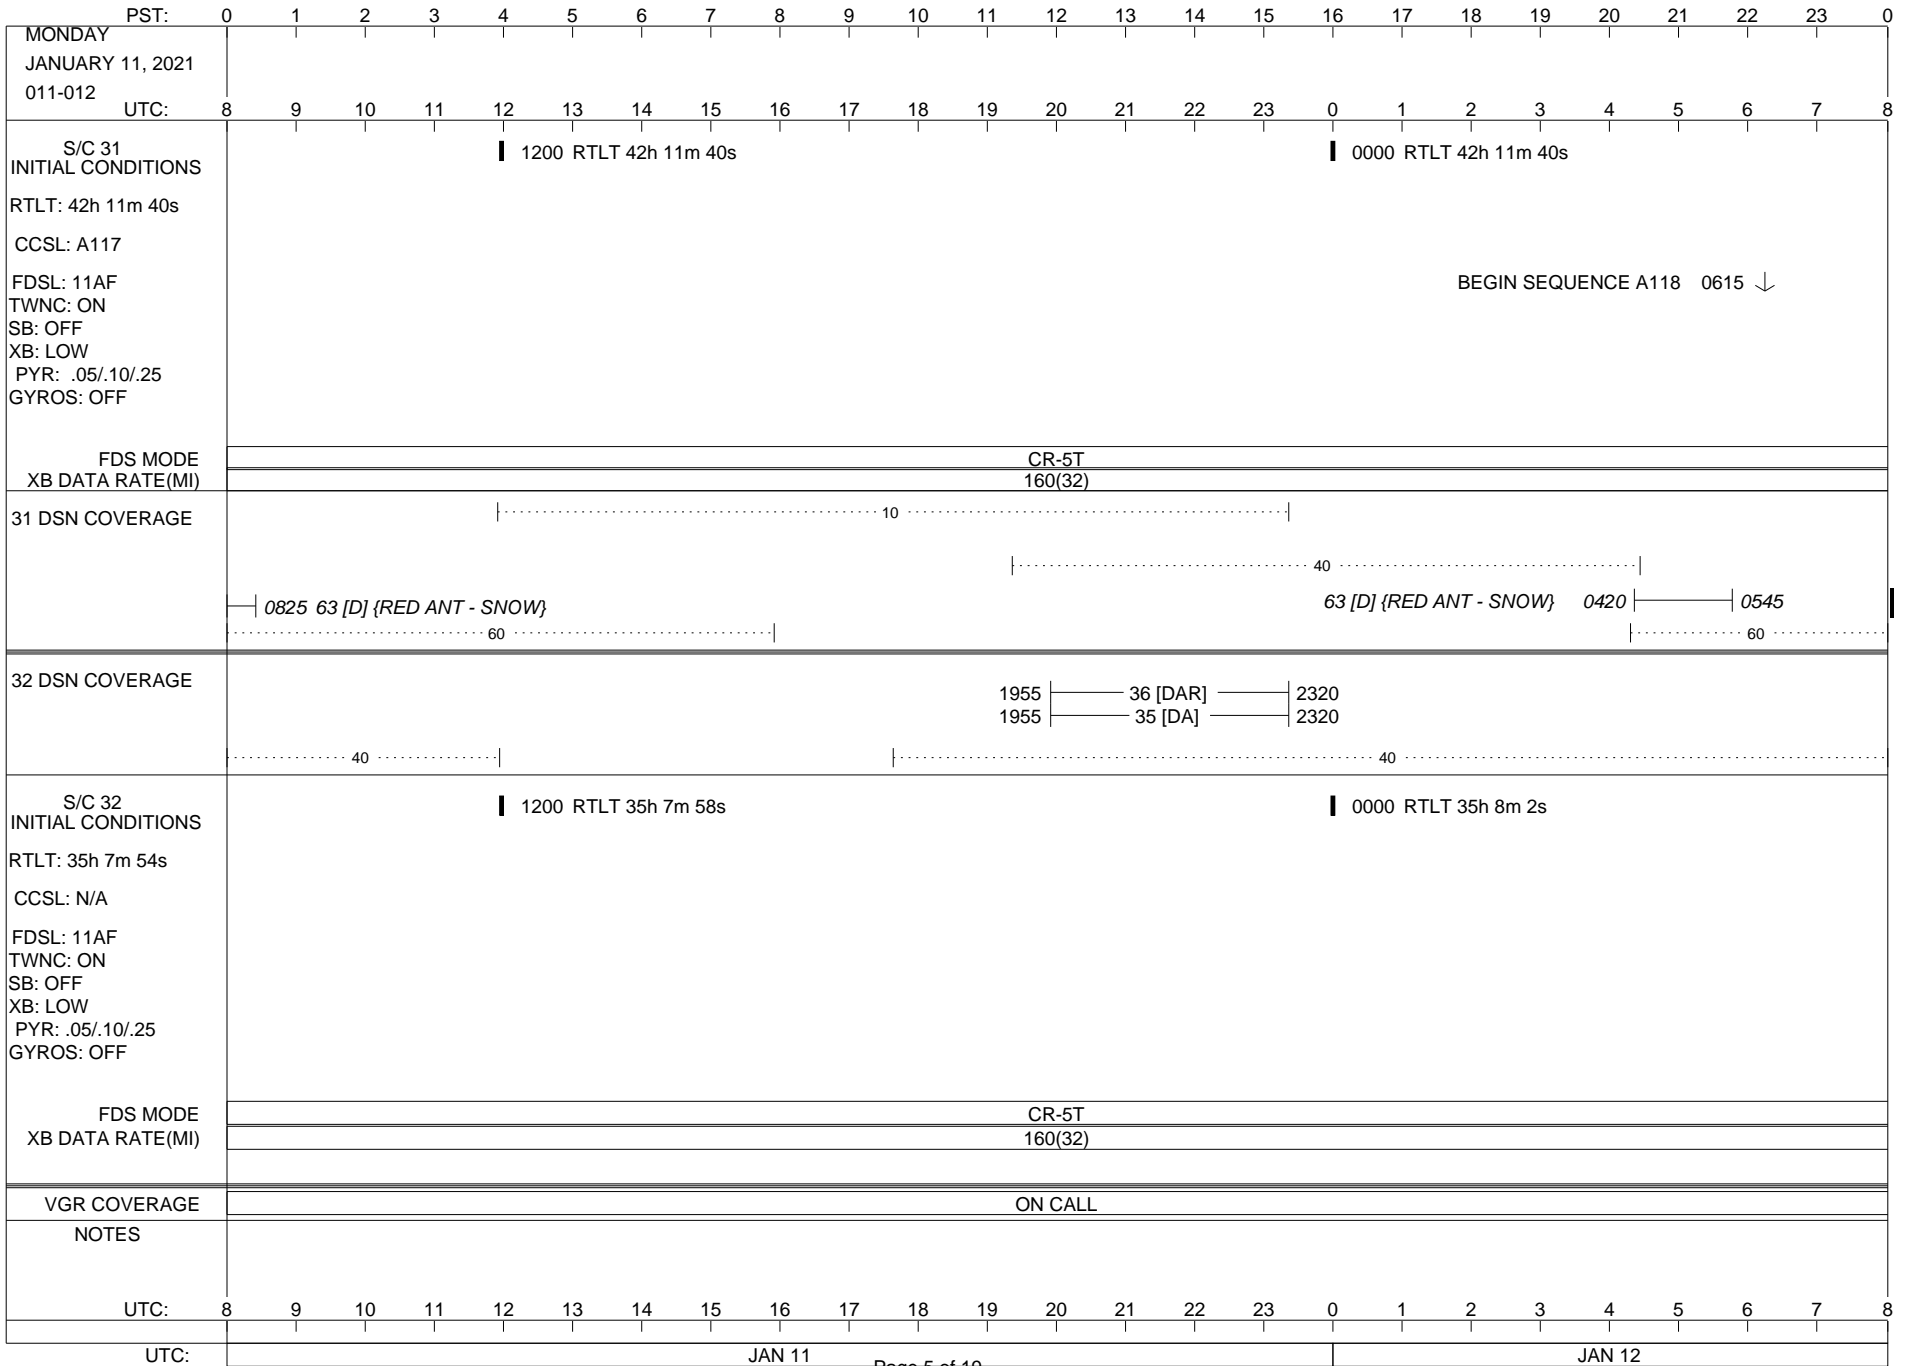 PST: 0 1 2 3 4 5 6 7 8 9 10 11 12 13 14 15 16 17 18 19 20 21 22 23 0
MONDAY
JANUARY 11, 2021
011-012
UTC: 8 9 10 11 12 13 14 15 16 17 18 19 20 21 22 23 0 1 2 3 4 5 6 7 8
S/C 31
INITIAL CONDITIONS
1200 RTLT 42h 11m 40s
0000 RTLT 42h 11m 40s
RTLT: 42h 11m 40s
CCSL: A117
FDSL: 11AF
BEGIN SEQUENCE A118 0615
TWNC: ON
SB: OFF
XB: LOW
PYR: .05/.10/.25
GYROS: OFF
FDS MODE CR-5T
XB DATA RATE(MI) 160(32)
31 DSN COVERAGE
10
40
0825 63 [D] {RED ANT - SNOW}
63 [D] {RED ANT - SNOW} 0420 0545
60 60
32 DSN COVERAGE
1955 36 [DAR] 2320
1955 35 [DA] 2320
40 40
S/C 32
INITIAL CONDITIONS
1200 RTLT 35h 7m 58s
0000 RTLT 35h 8m 2s
RTLT: 35h 7m 54s
CCSL: N/A
FDSL: 11AF
TWNC: ON
SB: OFF
XB: LOW
PYR: .05/.10/.25
GYROS: OFF
FDS MODE CR-5T
XB DATA RATE(MI) 160(32)
VGR COVERAGE ON CALL
NOTES
UTC: 8 9 10 11 12 13 14 15 16 17 18 19 20 21 22 23 0 1 2 3 4 5 6 7 8
UTC: JAN 11 JAN 12
Page 5 of 19